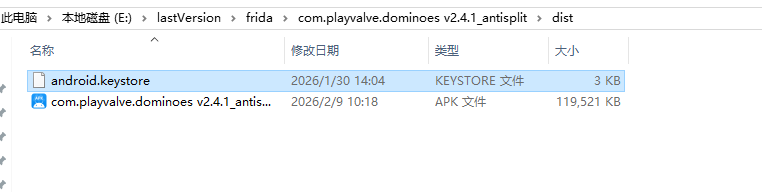 此电脑 › 本地磁盘 (E:) › lastVersion › frida › com.playvalve.dominoes v2.4.1_antisplit › dist
名称 修改日期 类型 大小
android.keystore 2026/1/30 14:04 KEYSTORE 文件 3 KB
com.playvalve.dominoes v2.4.1_antis... 2026/2/9 10:18 APK 文件 119,521 KB